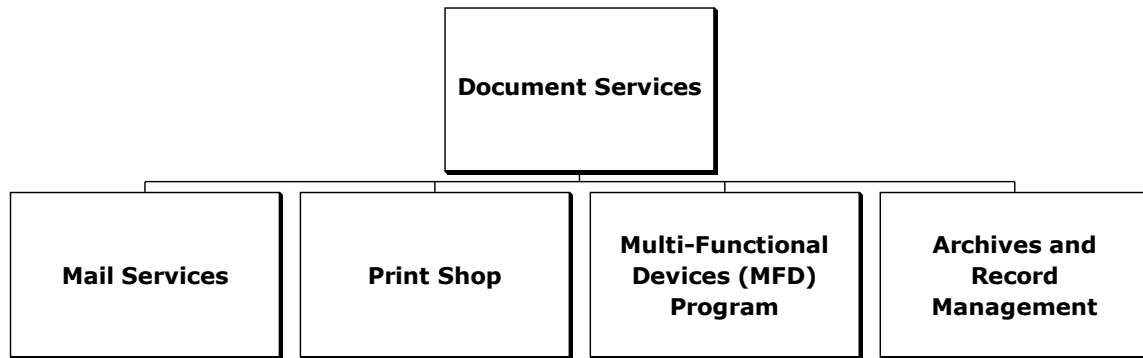 Document Services
Mail Services
Print Shop
Multi-Functional
Devices (MFD)
Program
Archives and
Record
Management